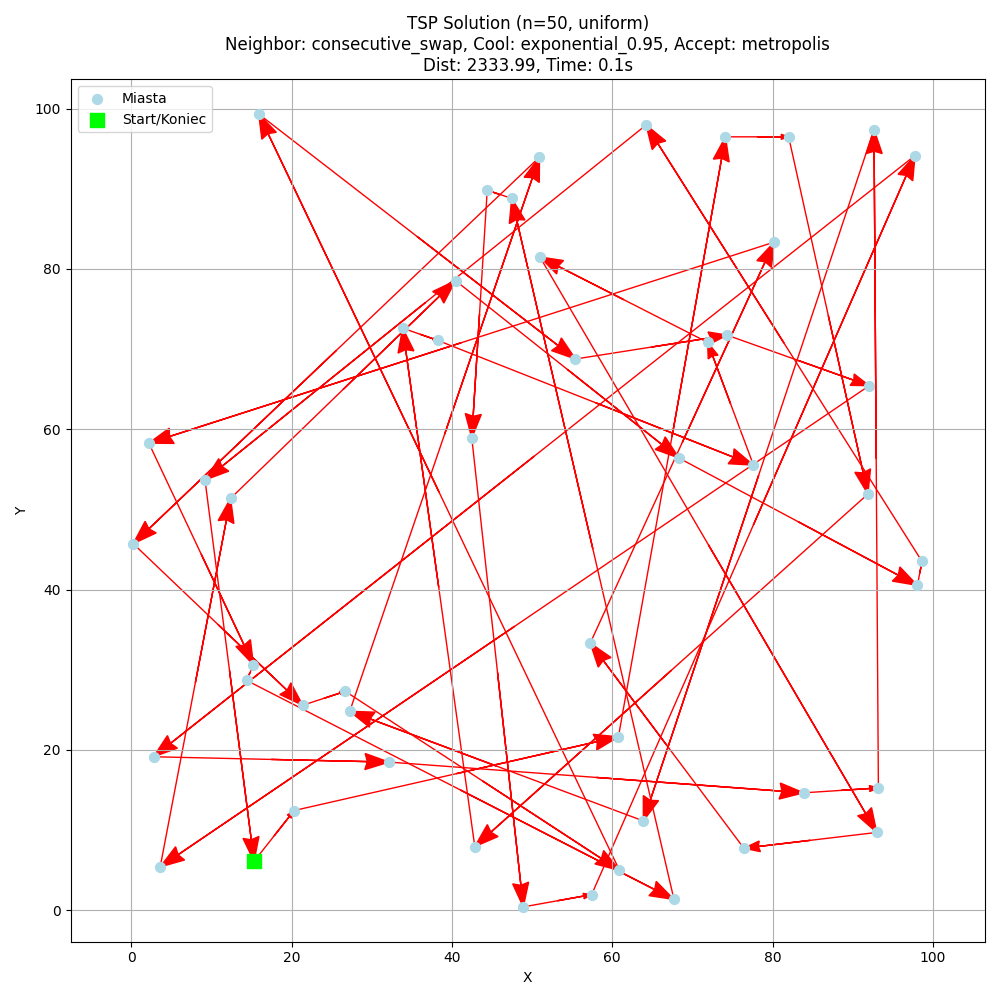 TSP Solution (n=50, uniform)
Neighbor: consecutive_swap, Cool: exponential_0.95, Accept: metropolis
Dist: 2333.99, Time: 0.1s
Miasta
Start/Koniec
100
80
60
40
20
0
Y
0 20 40 60 80 100
X